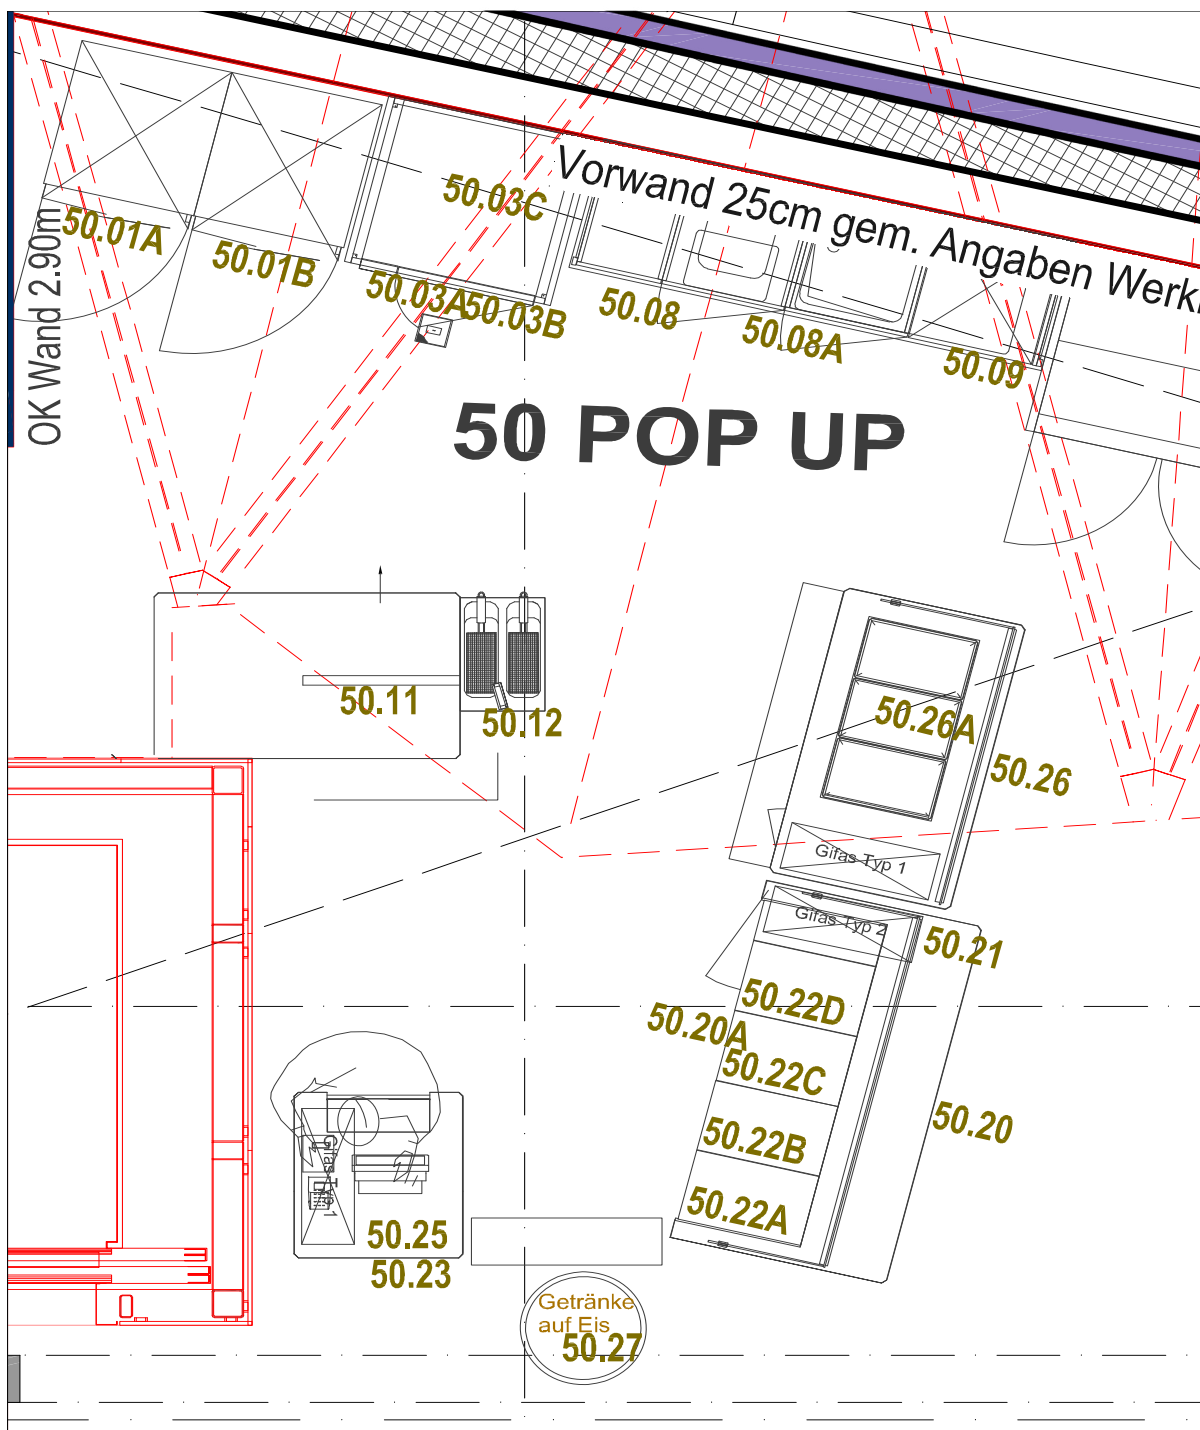 Vorwand 25cm gem. Angaben
50.03C
50.01A
50.01B
50.03A
50.03B
50.08
50.08A
50.09
OK Wand 2.90m
50 POP UP
50.11
50.12
50.26A
50.26
Gifas Typ 1
Gifas Typ 2
50.21
50.22D
50.20A
50.22C
50.20
50.22B
50.22A
Gifas Typ 1
50.25
50.23
Getränke
auf Eis
50.27